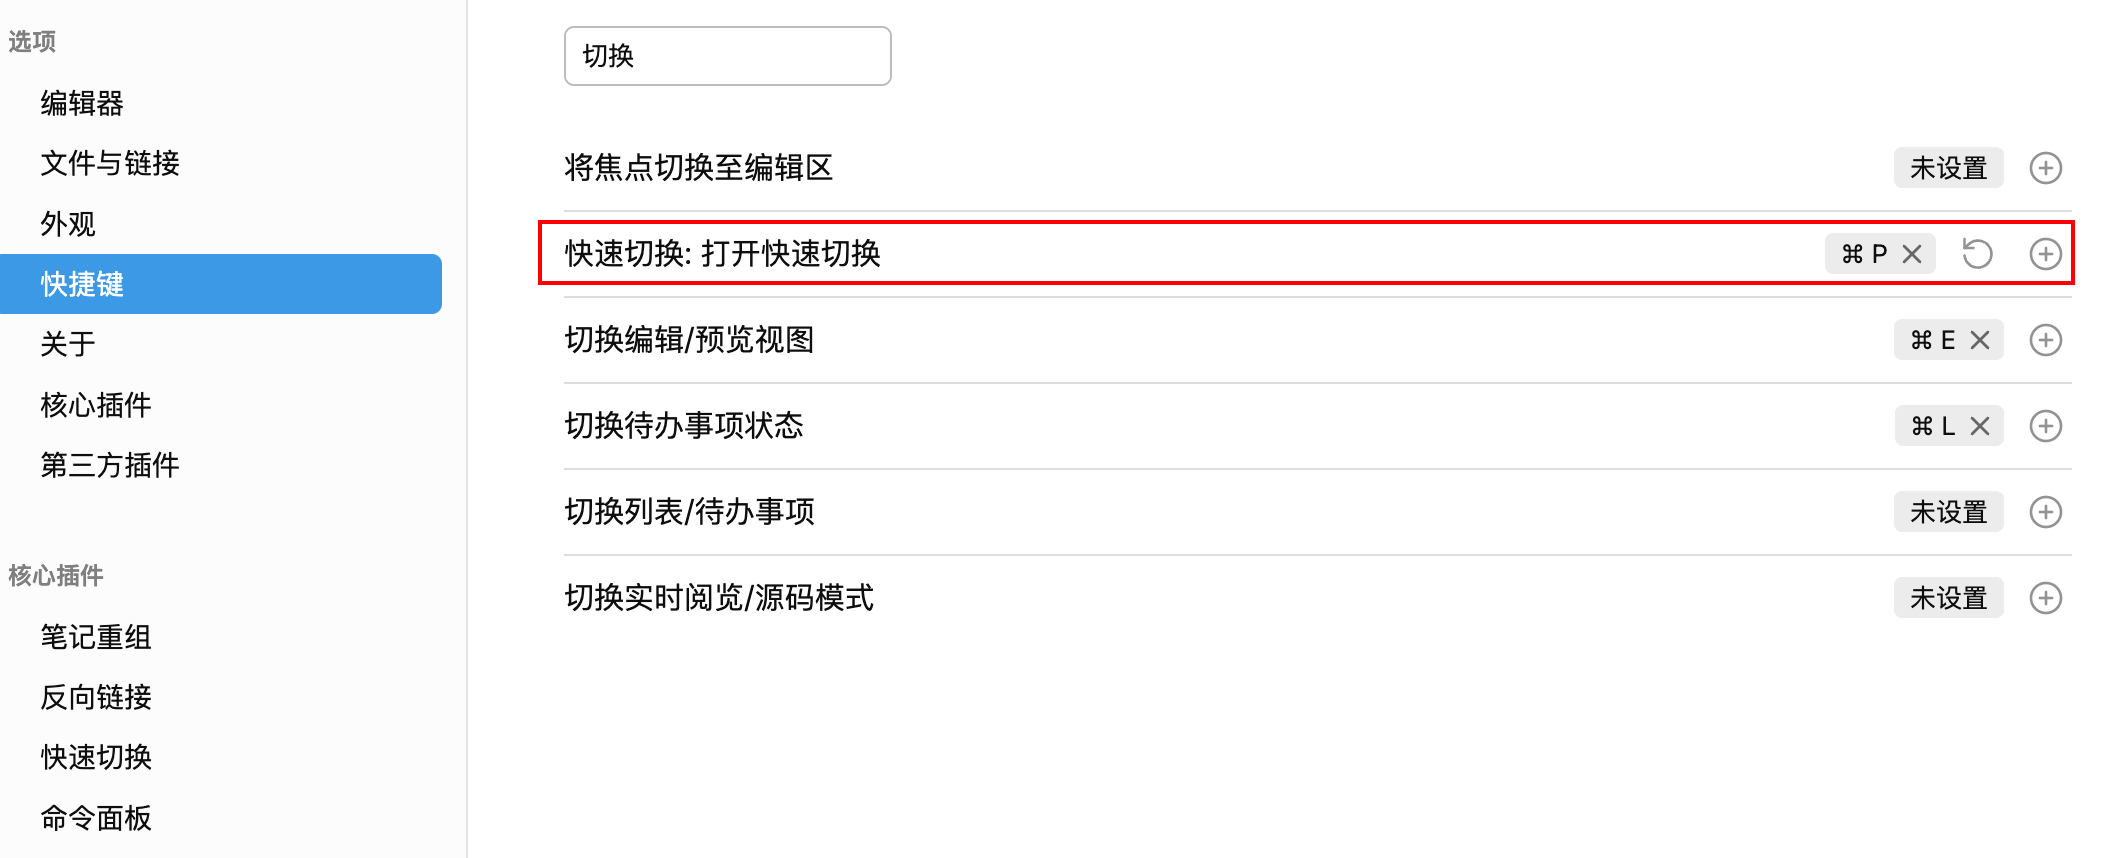 选项
编辑器
文件与链接
外观
快捷键
关于
核心插件
第三方插件
核心插件
笔记重组
反向链接
快速切换
命令面板
切换
将焦点切换至编辑区 未设置
快速切换: 打开快速切换 ⌘ P
切换编辑/预览视图 ⌘ E
切换待办事项状态 ⌘ L
切换列表/待办事项 未设置
切换实时阅览/源码模式 未设置